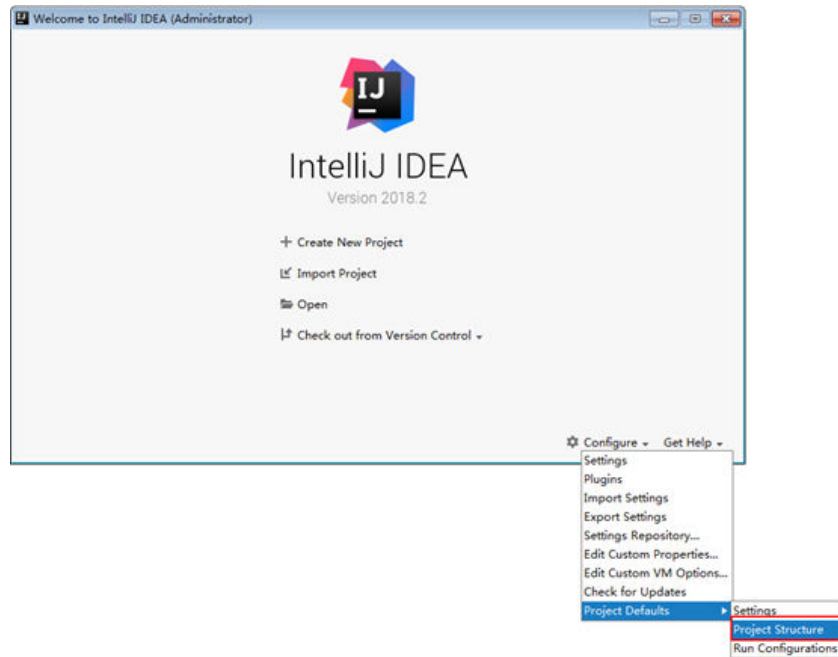 Welcome to IntelliJ IDEA (Administrator)
IJ
IntelliJ IDEA
Version 2018.2
Create New Project
Import Project
Open
Check out from Version Control
Configure Get Help
Settings
Plugins
Import Settings
Export Settings
Settings Repository...
Edit Custom Properties...
Edit Custom VM Options...
Check for Updates
Project Defaults Settings
Project Structure
Run Configurations